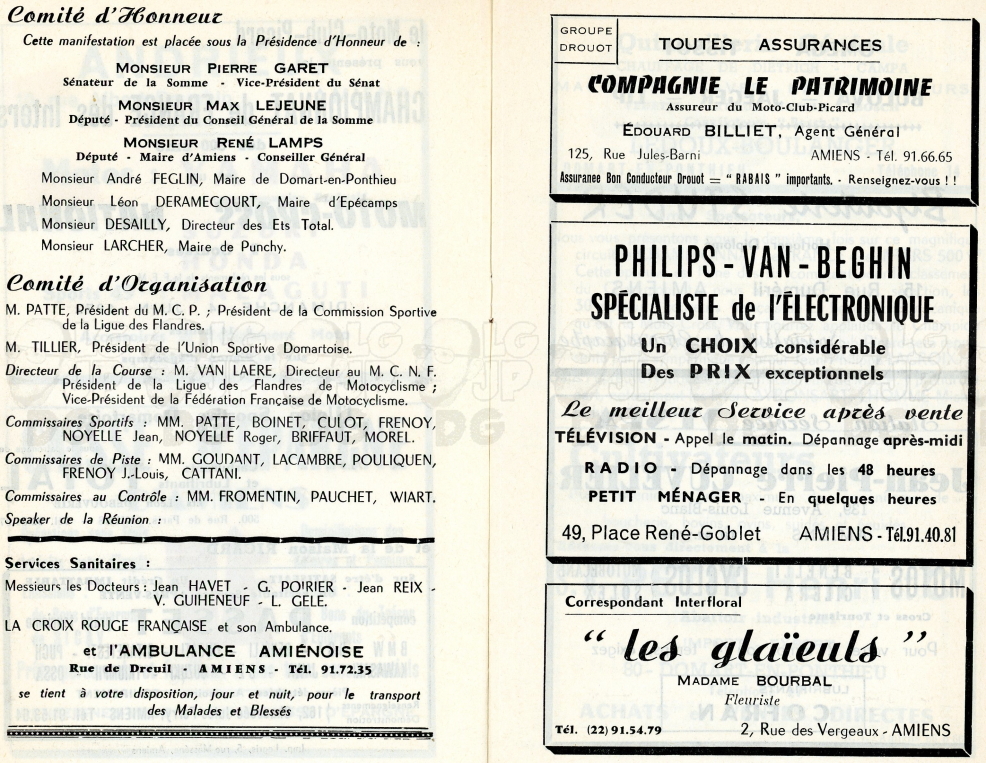 Comité d'Honneur
Cette manifestation est placée sous la Présidence d'Honneur de :
Monsieur Pierre GARET
Sénateur de la Somme - Vice-Président du Sénat
Monsieur Max LEJEUNE
Député - Président du Conseil Général de la Somme
Monsieur René LAMPS
Député - Maire d'Amiens - Conseiller Général
Monsieur André FEGLIN, Maire de Domart-en-Ponthieu
Monsieur Léon DERAMECOURT, Maire d'Epécamps
Monsieur DESAILLY, Directeur des Ets Total.
Monsieur LARCHER, Maire de Punchy.
Comité d'Organisation
M. PATTE, Président du M. C. P. ; Président de la Commission Sportive
de la Ligue des Flandres.
M. TILLIER, Président de l'Union Sportive Domartoise.
Directeur de la Course : M. VAN LAERE, Directeur au M. C. N. F.
Président de la Ligue des Flandres de Motocyclisme ;
Vice-Président de la Fédération Française de Motocyclisme.
Commissaires Sportifs : MM. PATTE, BOINET, CUIOT, FRENOY,
NOYELLE Jean, NOYELLE Roger, BRIFFAUT, MOREL.
Commissaires de Piste : MM. GOUDANT, LACAMBRE, POULIQUEN,
FRENOY J.-Louis, CATTANI
Commissaires au Contrôle : MM. FROMENTIN, PAUCHET, WIART.
Speaker de la Réunion :
Services Sanitaires :
Messieurs les Docteurs : Jean HAVET - G. POIRIER - Jean REIX -
V. GUIHENEUF - L. GELE.
LA CROIX ROUGE FRANÇAISE et son Ambulance.
et l'AMBULANCE AMIÉNOISE
Rue de Dreuil - AMIENS - Tél. 91.72.35
se tient à votre disposition, jour et nuit, pour le transport
des Malades et Blessés
GROUPE
DROUOT
TOUTES ASSURANCES
COMPAGNIE LE PATRIMOINE
Assureur du Moto-Club-Picard
Édouard BILLIET, Agent Général
125, Rue Jules-Barni AMIENS - Tél. 91.66.65
Assurance Bon Conducteur Drouot = " RABAIS " importants. - Renseignez-vous ! !
PHILIPS VAN BEGHIN
SPÉCIALISTE de l'ÉLECTRONIQUE
Un CHOIX considérable
Des PRIX exceptionnels
Le meilleur Service après vente
TÉLÉVISION - Appel le matin. Dépannage après-midi
RADIO - Dépannage dans les 48 heures
PETIT MÉNAGER - En quelques heures
49, Place René-Goblet AMIENS - Tél.91.40.81
Correspondant Interfloral
" les glaïeuls "
Madame BOURBAL
Fleuriste
Tél. (22) 91.54.79 2, Rue des Vergeaux - AMIENS